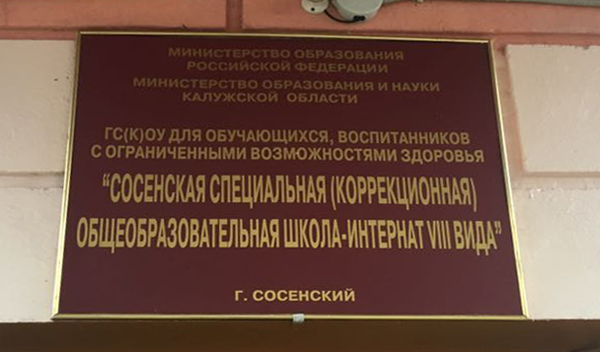 МИНИСТЕРСТВО ОБРАЗОВАНИЯ
РОССИЙСКОЙ ФЕДЕРАЦИИ
МИНИСТЕРСТВО ОБРАЗОВАНИЯ И НАУКИ
КАЛУЖСКОЙ ОБЛАСТИ
ГС(К)ОУ ДЛЯ ОБУЧАЮЩИХСЯ, ВОСПИТАННИКОВ
С ОГРАНИЧЕННЫМИ ВОЗМОЖНОСТЯМИ ЗДОРОВЬЯ
"СОСЕНСКАЯ СПЕЦИАЛЬНАЯ (КОРРЕКЦИОННАЯ)
ОБЩЕОБРАЗОВАТЕЛЬНАЯ ШКОЛА-ИНТЕРНАТ VIII ВИДА"
Г. СОСЕНСКИЙ